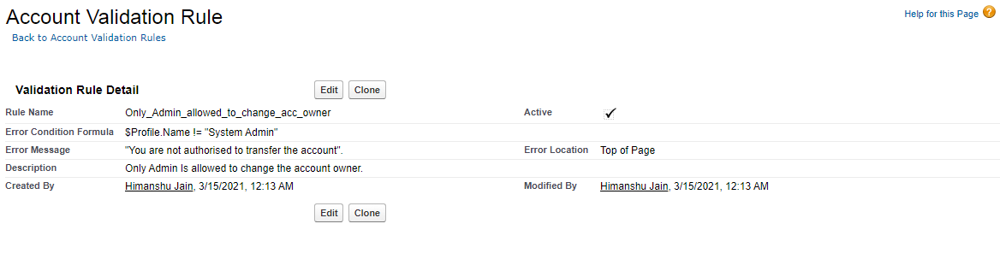 Account Validation Rule
Help for this Page ?
Back to Account Validation Rules
Validation Rule Detail Edit Clone
Rule Name Only_Admin_allowed_to_change_acc_owner Active
Error Condition Formula $Profile.Name != "System Admin"
Error Message "You are not authorised to transfer the account". Error Location Top of Page
Description Only Admin Is allowed to change the account owner.
Created By Himanshu Jain, 3/15/2021, 12:13 AM Modified By Himanshu Jain, 3/15/2021, 12:13 AM
Edit Clone